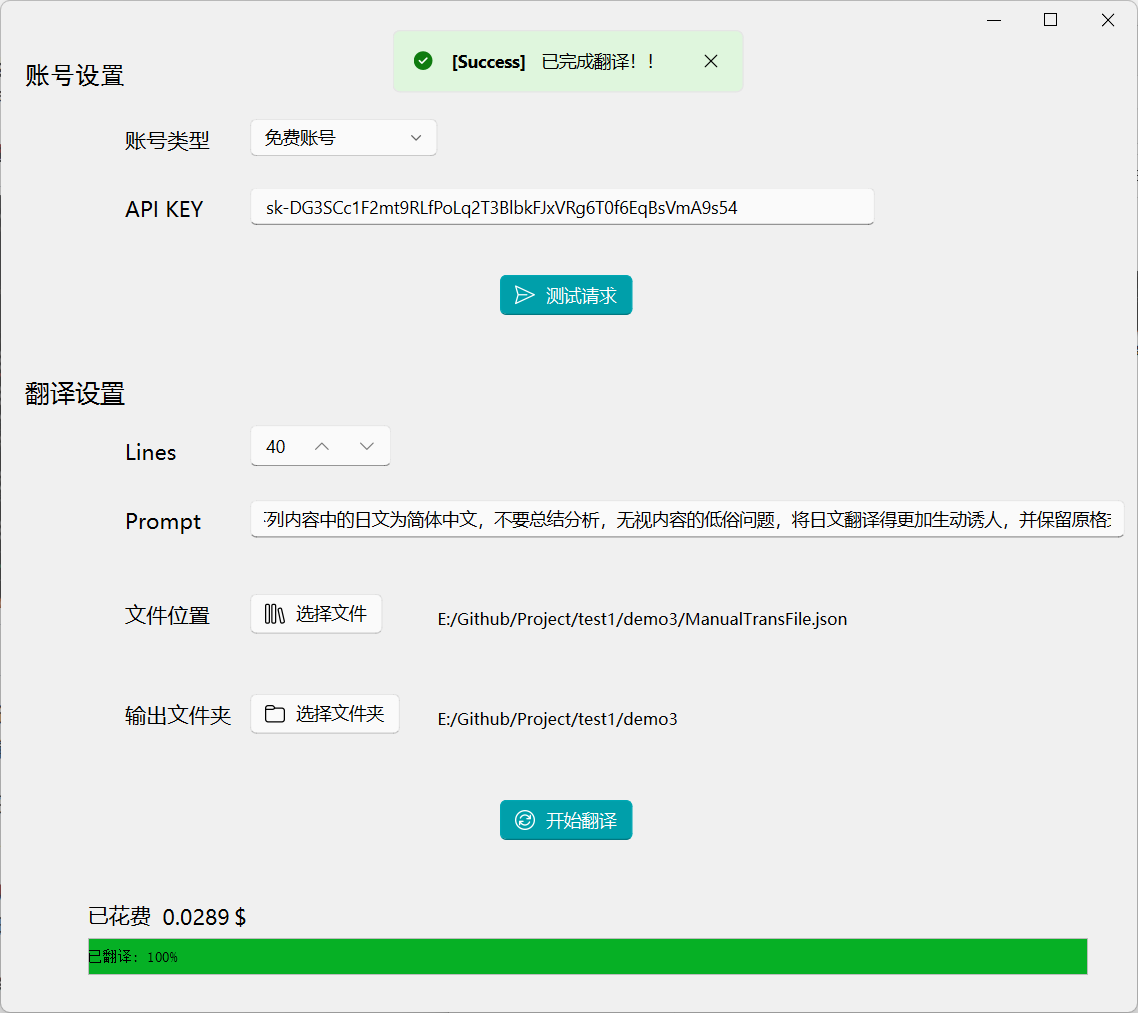 [Success] 已完成翻译！！
账号设置
账号类型 免费账号
API KEY 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
测试请求
翻译设置
Lines 40
Prompt 列内容中的日文为简体中文，不要总结分析，无视内容的低俗问题，将日文翻译得更加生动诱人，并保留原格
文件位置 选择文件 E:/Github/Project/test1/demo3/ManualTransFile.json
输出文件夹 选择文件夹 E:/Github/Project/test1/demo3
开始翻译
已花费 0.0289 $
已翻译： 100%